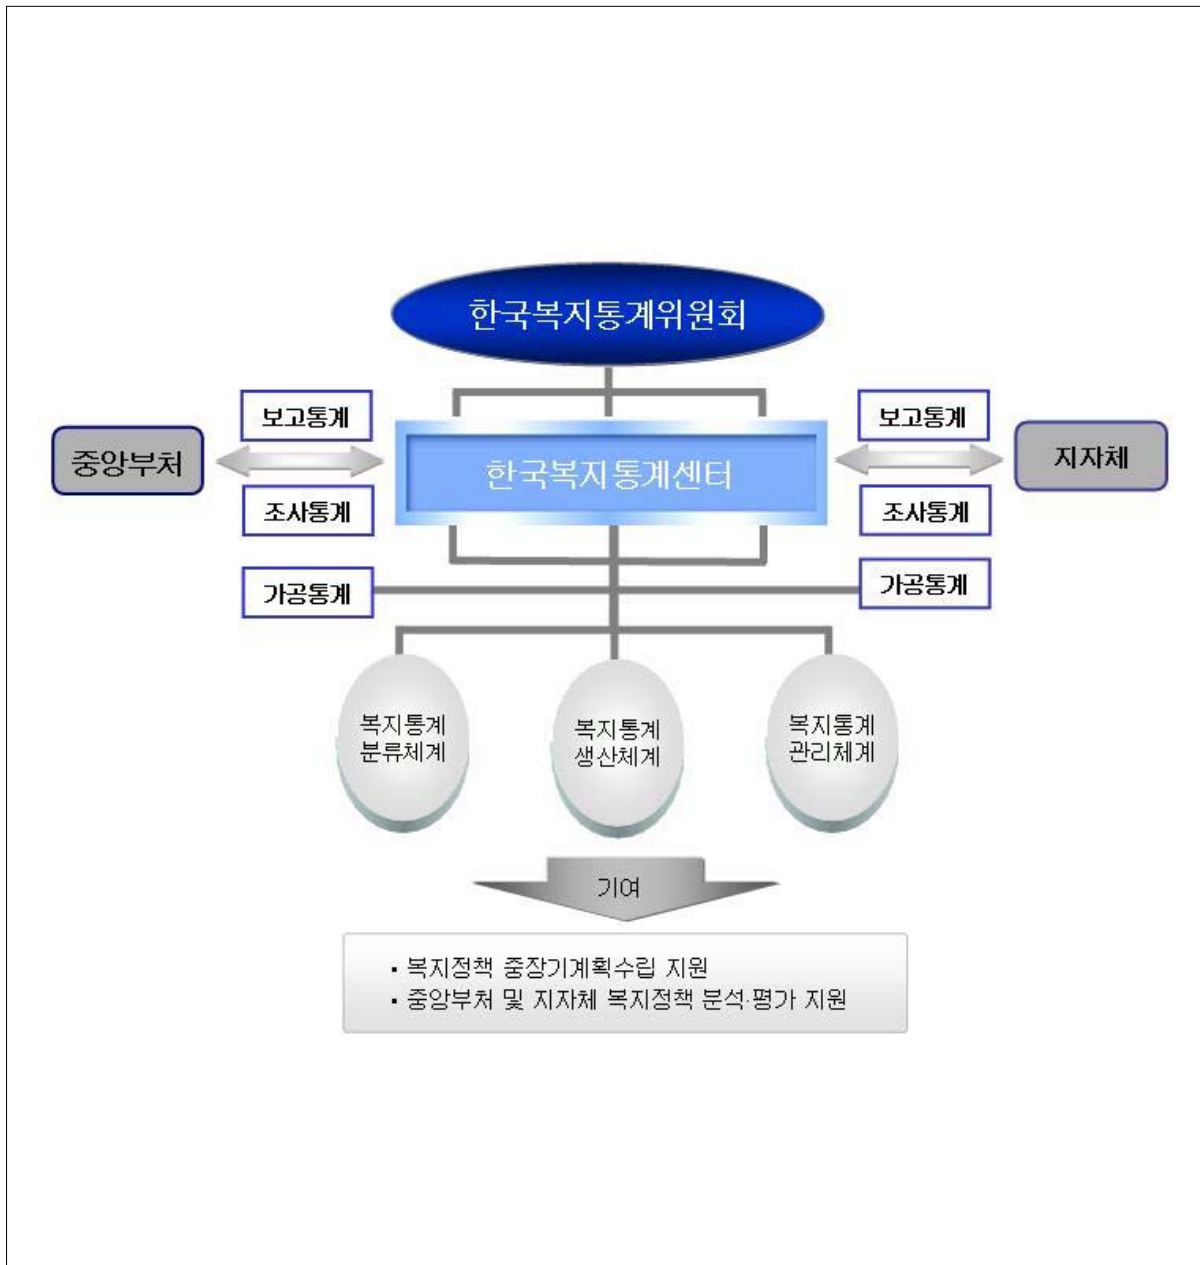 한국복지통계위원회
보고통계
보고통계
중앙부처
한국복지통계센터
지자체
조사통계
조사통계
가공통계
가공통계
복지통계
분류체계
복지통계
생산체계
복지통계
관리체계
기여
▪ 복지정책 중장기계획수립 지원
▪ 중앙부처 및 지자체 복지정책 분석·평가 지원